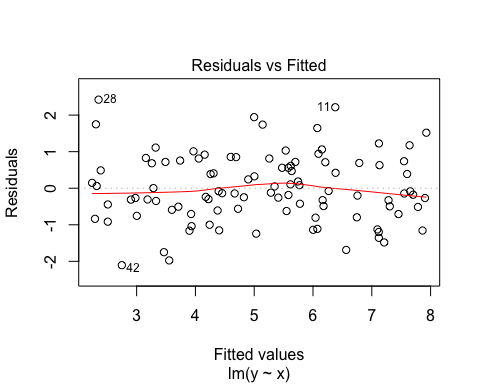 Residuals vs Fitted
Residuals
2
1
0
-1
-2
28
11
42
3 4 5 6 7 8
Fitted values
lm(y ~ x)